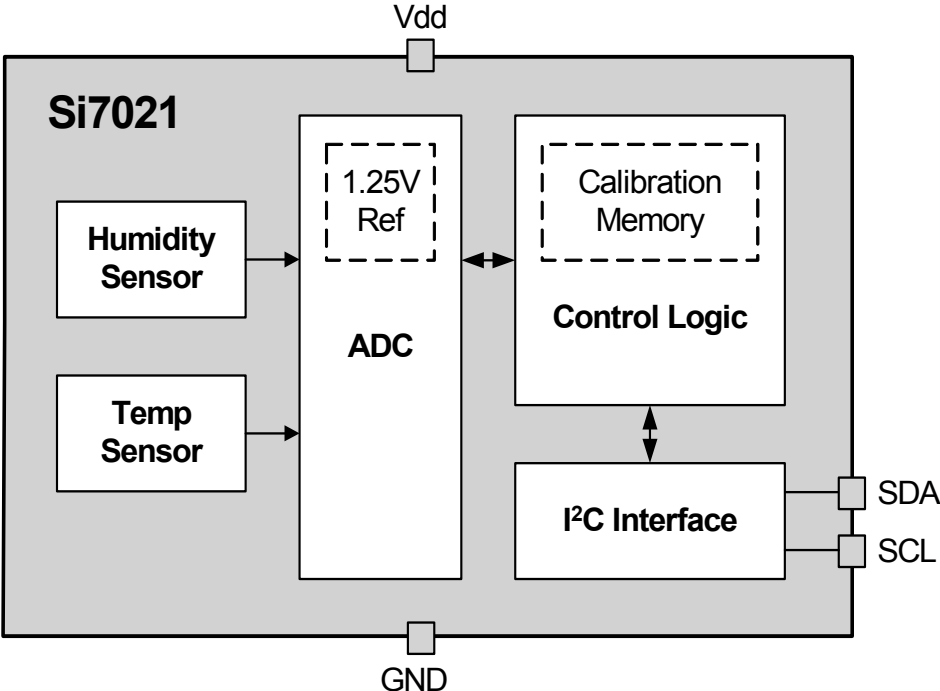 Vdd
Si7021
1.25V
Ref
Calibration
Memory
Humidity
Sensor
ADC
Control Logic
Temp
Sensor
I²C Interface
SDA
SCL
GND